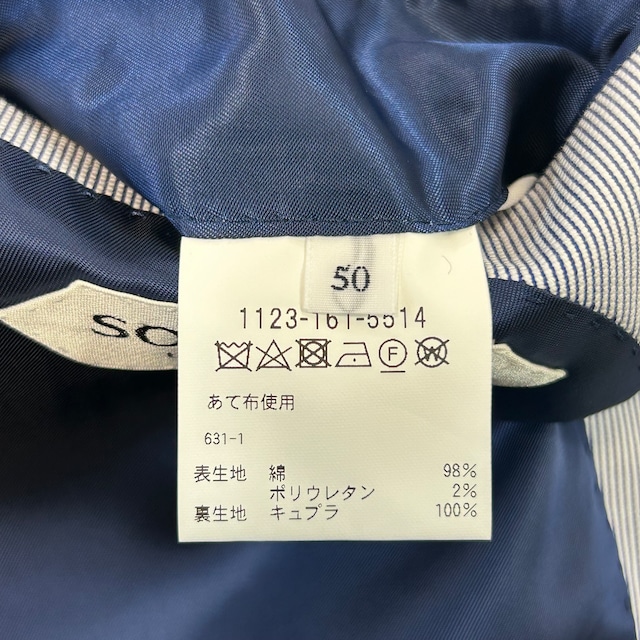 50
SO
1123-161-5514
あて布使用
631-1
表生地 綿 98%
ポリウレタン 2%
裏生地 キュプラ 100%